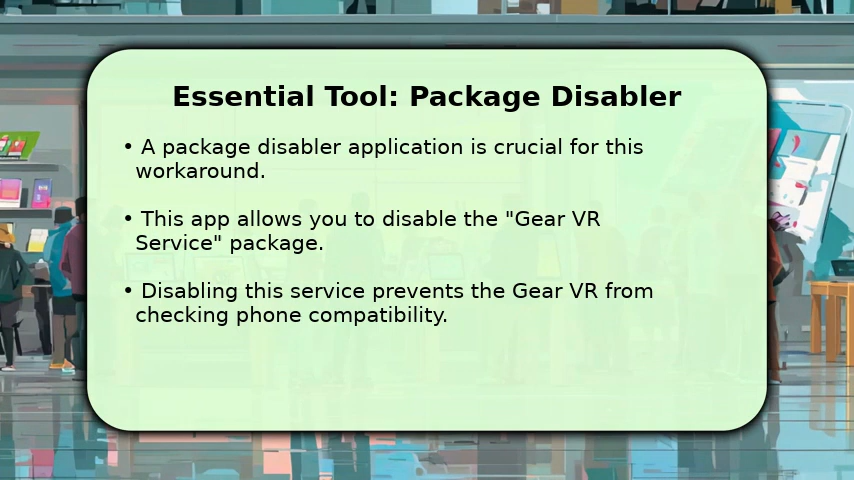 Essential Tool: Package Disabler
• A package disabler application is crucial for this
workaround.
• This app allows you to disable the "Gear VR
Service" package.
• Disabling this service prevents the Gear VR from
checking phone compatibility.